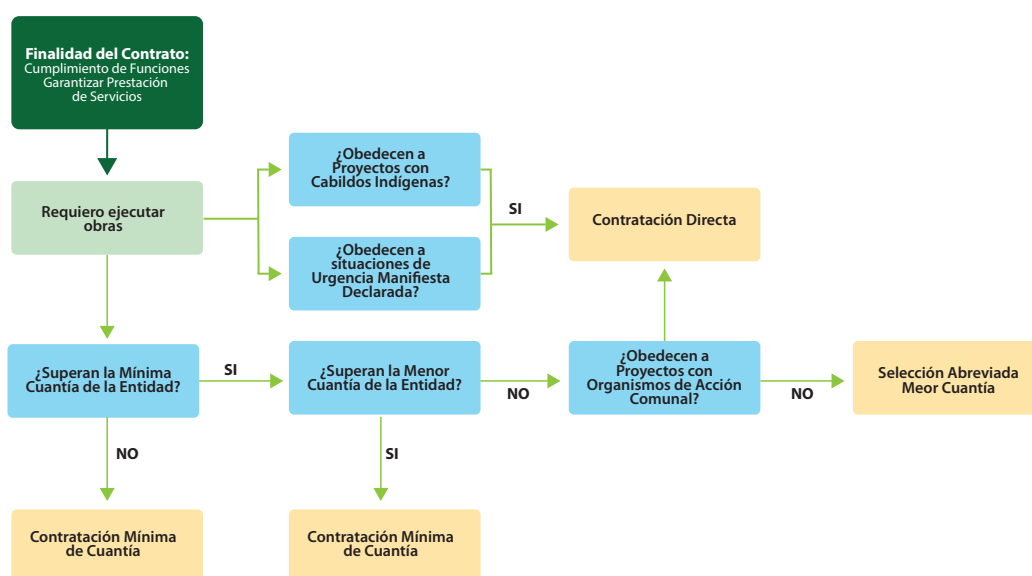 Finalidad del Contrato:
Cumplimiento de Funciones
Garantizar Prestación
de Servicios
¿Obedecen a
Proyectos con
Cabildos Indígenas?
Requiero ejecutar
obras
SI
Contratación Directa
¿Obedecen a
situaciones de
Urgencia Manifiesta
Declarada?
¿Superan la Mínima
Cuantía de la Entidad?
SI
¿Superan la Menor
Cuantía de la Entidad?
NO
¿Obedecen a
Proyectos con
Organismos de Acción
Comunal?
NO
Selección Abreviada
Meor Cuantía
NO
SI
Contratación Mínima
de Cuantía
Contratación Mínima
de Cuantía